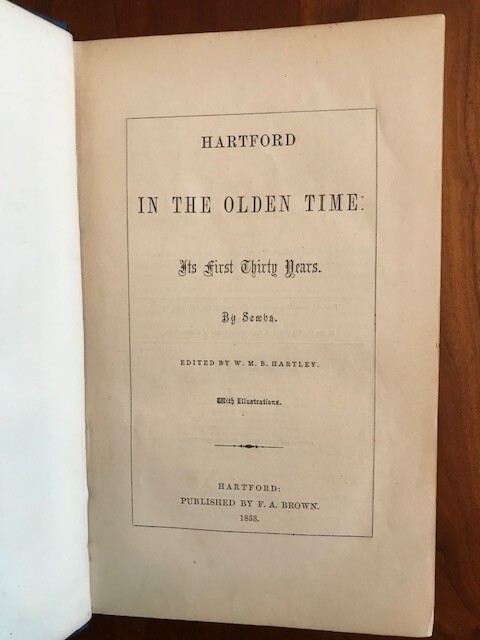 HARTFORD
IN THE OLDEN TIME:
Its First Thirty Years.
By Scæva.
EDITED BY W. M. B. HARTLEY.
With Illustrations.
HARTFORD:
PUBLISHED BY F. A. BROWN.
1853.